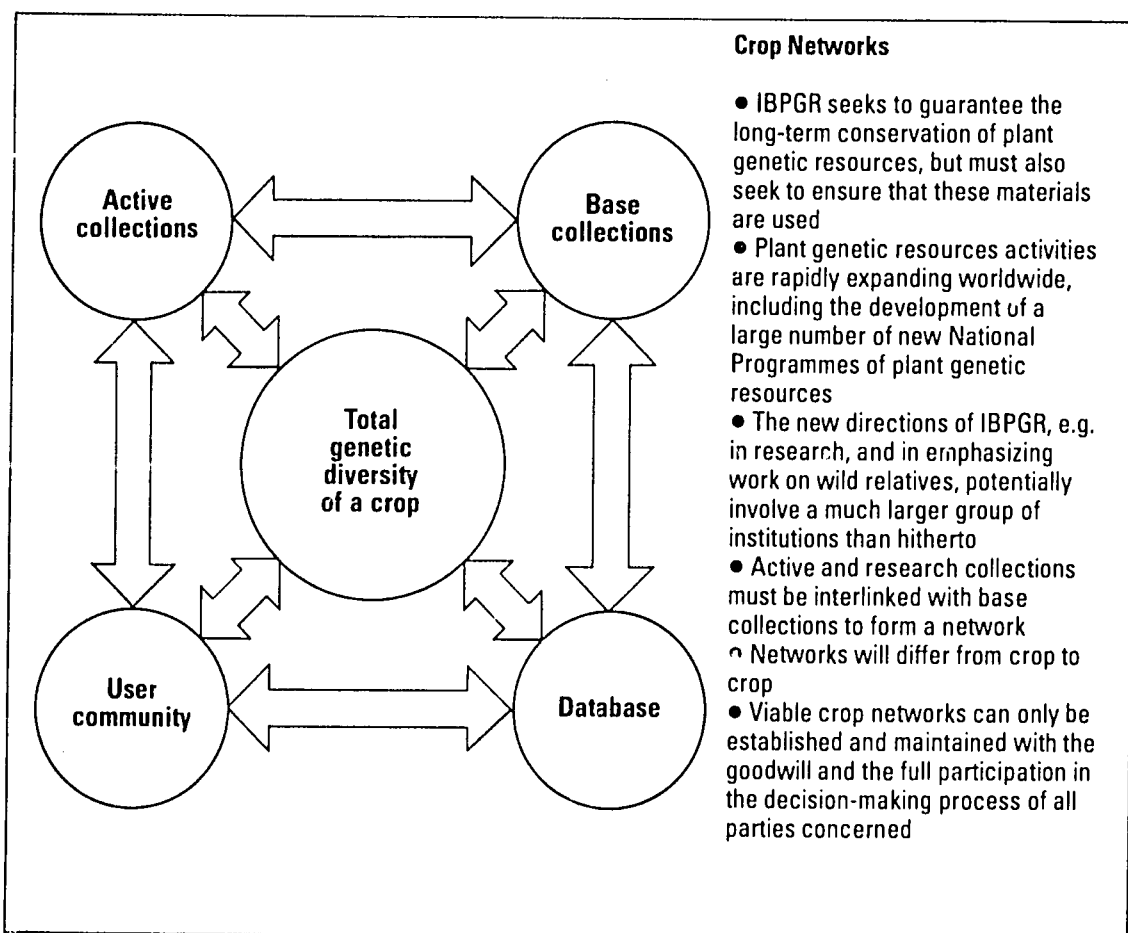 Active
collections
Base
collections
Total
genetic
diversity
of a crop
User
community
Database
Crop Networks
● IBPGR seeks to guarantee the
long-term conservation of plant
genetic resources, but must also
seek to ensure that these materials
are used
● Plant genetic resources activities
are rapidly expanding worldwide,
including the development of a
large number of new National
Programmes of plant genetic
resources
● The new directions of IBPGR, e.g.
in research, and in emphasizing
work on wild relatives, potentially
involve a much larger group of
institutions than hitherto
● Active and research collections
must be interlinked with base
collections to form a network
● Networks will differ from crop to
crop
● Viable crop networks can only be
established and maintained with the
goodwill and the full participation in
the decision-making process of all
parties concerned